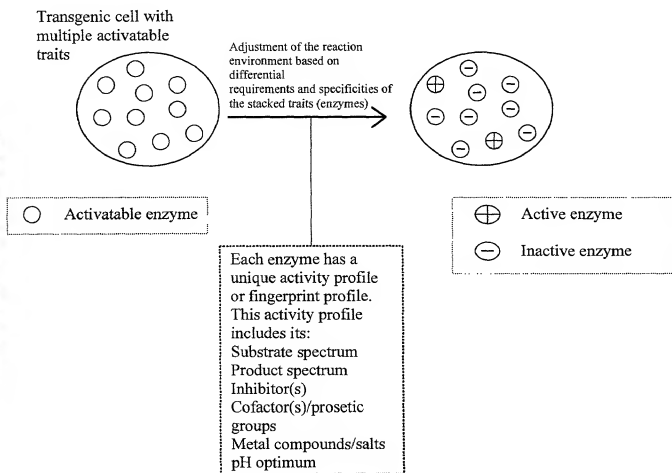 Transgenic cell with
multiple activatable
traits
Adjustment of the reaction
environment based on
differential
requirements and specificities of
the stacked traits (enzymes)
Activatable enzyme
Active enzyme
Inactive enzyme
Each enzyme has a
unique activity profile
or fingerprint profile.
This activity profile
includes its:
Substrate spectrum
Product spectrum
Inhibitor(s)
Cofactor(s)/prosetic
groups
Metal compounds/salts
pH optimum